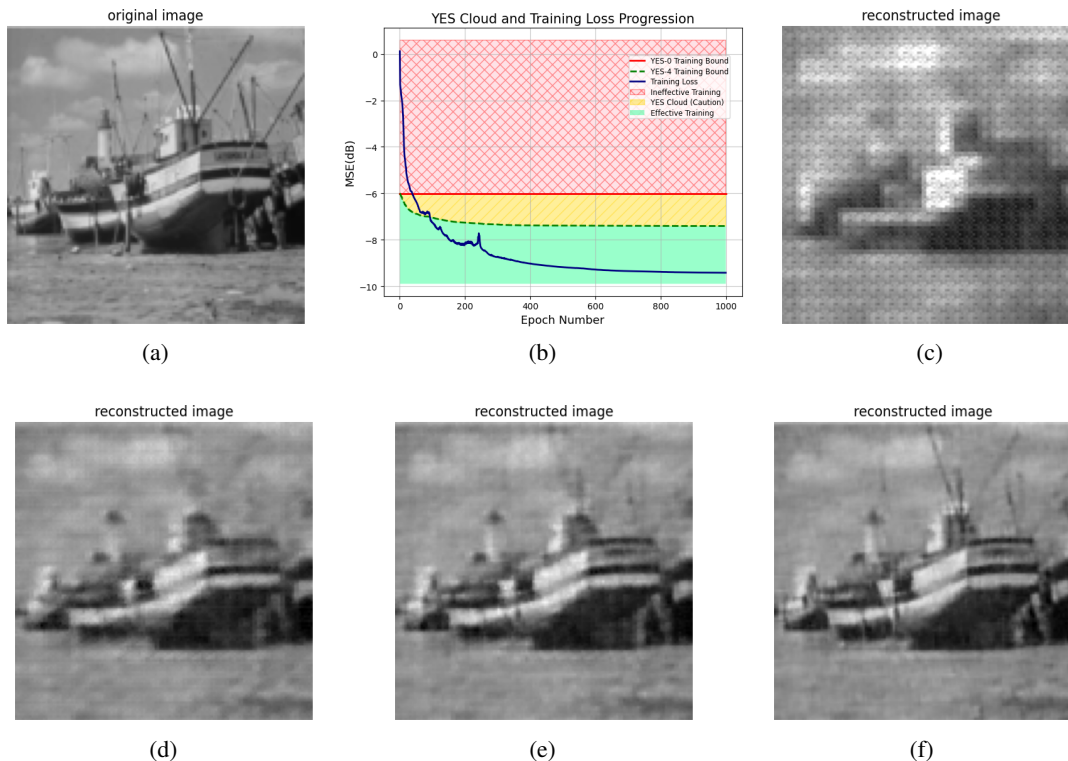 original image
(a)
YES Cloud and Training Loss Progression
MSE(dB)
0
−2
−4
−6
−8
−10
YES-0 Training Bound
YES-4 Training Bound
Training Loss
Ineffective Training
YES Cloud (Caution)
Effective Training
0
200
400
600
800
1000
Epoch Number
(b)
reconstructed image
(c)
reconstructed image
(d)
reconstructed image
(e)
reconstructed image
(f)